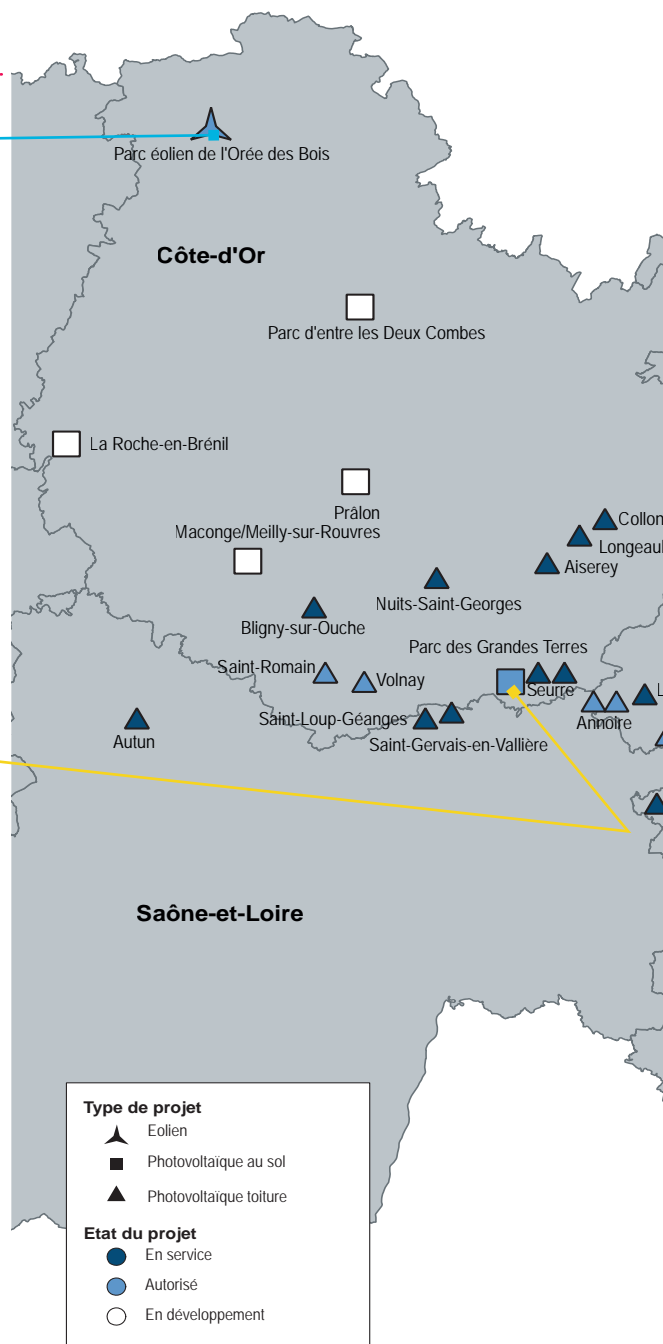 Parc éolien de l'Orée des Bois
Côte-d'Or
Parc d'entre les Deux Combes
La Roche-en-Brénil
Prâlon
Maconge/Meilly-sur-Rouvres
Collon
Longeaul
Aiserey
Nuits-Saint-Georges
Bligny-sur-Ouche
Parc des Grandes Terres
Saint-Romain
Volnay
Seurre
L
Saint-Loup-Géanges
Annoire
Autun
Saint-Gervais-en-Vallière
Saône-et-Loire
Type de projet
Eolien
Photovoltaïque au sol
Photovoltaïque toiture
Etat du projet
En service
Autorisé
En développement